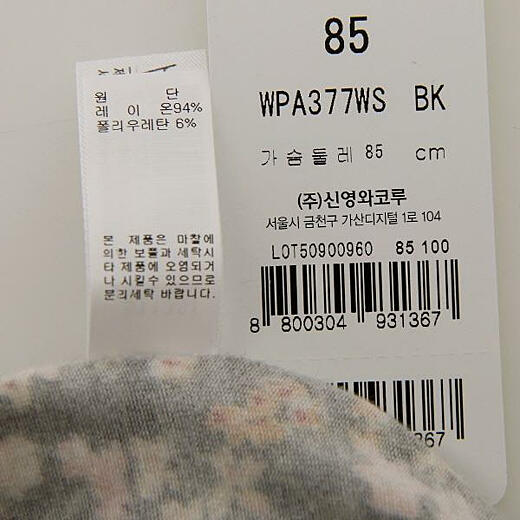 원 단
레 이 온94%
폴리우레탄 6%
본 제품은 마찰에
의한 보풀과 세탁시
타 제품에 오염되거
나 시킬수 있으므로
분리세탁 바랍니다.
85
WPA377WS BK
가 슴 둘 레 85 cm
(주)신영와코루
서울시 금천구 가산디지털 1로 104
LOT50900960 85 100
8 800304 931367
367